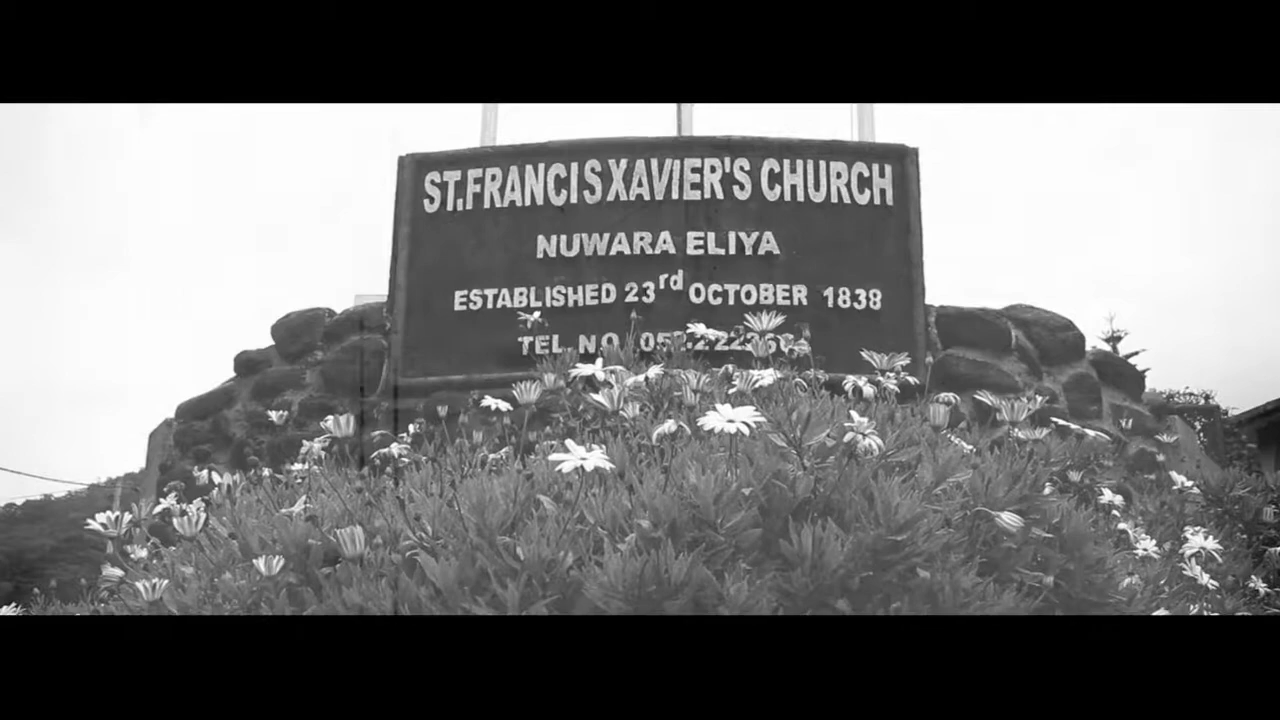 ST.FRANCIS XAVIER'S CHURCH
NUWARA ELIYA
ESTABLISHED 23rd OCTOBER 1838
TEL. NO.